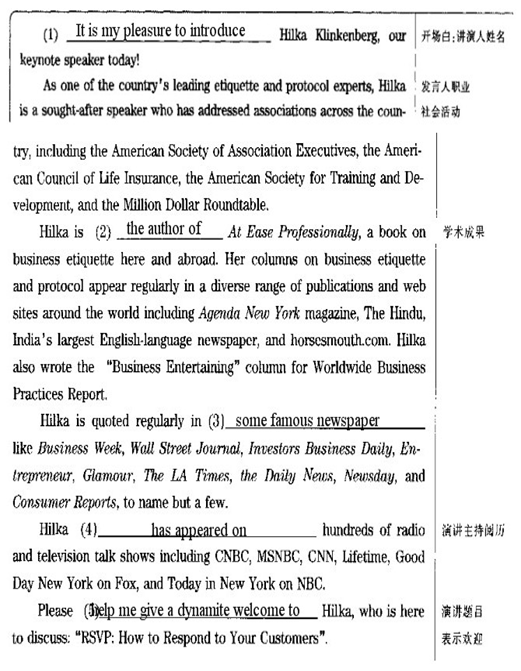 (1) It is my pleasure to introduce Hilka Klinkenberg, our 开场白:讲演人姓名
keynote speaker today!
As one of the country's leading etiquette and protocol experts, Hilka 发言人职业
is a sought-after speaker who has addressed associations across the coun- 社会活动
try, including the American Society of Association Executives, the Ameri-
can Council of Life Insurance, the American Society for Training and De-
velopment, and the Million Dollar Roundtable.
Hilka is (2) the author of At Ease Professionally, a book on 学术成果
business etiquette here and abroad. Her columns on business etiquette
and protocol appear regularly in a diverse range of publications and web
sites around the world including Agenda New York magazine, The Hindu,
India's largest English-language newspaper, and horsesmouth.com. Hilka
also wrote the "Business Entertaining" column for Worldwide Business
Practices Report.
Hilka is quoted regularly in (3) some famous newspaper
like Business Week, Wall Street Journal, Investors Business Daily, En-
trepreneur, Glamour, The LA Times, the Daily News, Newsday, and
Consumer Reports, to name but a few.
Hilka (4) has appeared on hundreds of radio 演讲主持阅历
and television talk shows including CNBC, MSNBC, CNN, Lifetime, Good
Day New York on Fox, and Today in New York on NBC.
Please (5)help me give a dynamite welcome to Hilka, who is here 演讲题目
to discuss: "RSVP: How to Respond to Your Customers". 表示欢迎